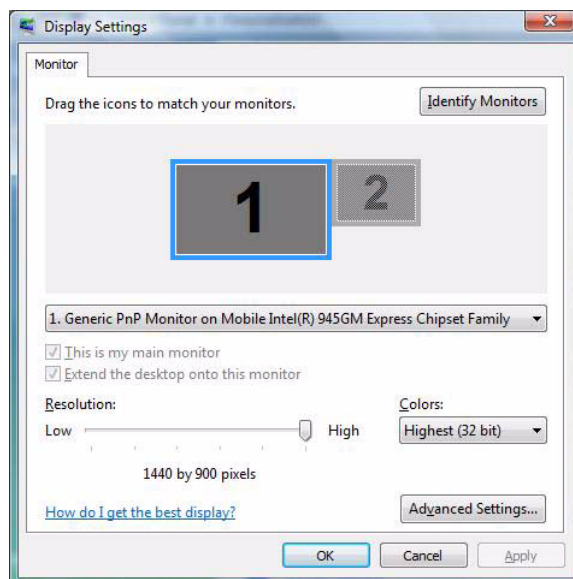 Display Settings
Monitor
Drag the icons to match your monitors.
Identify Monitors
1
2
1. Generic PnP Monitor on Mobile Intel(R) 945GM Express Chipset Family
This is my main monitor
Extend the desktop onto this monitor
Resolution:
Colors:
Low
High
Highest (32 bit)
1440 by 900 pixels
How do I get the best display?
Advanced Settings...
OK
Cancel
Apply